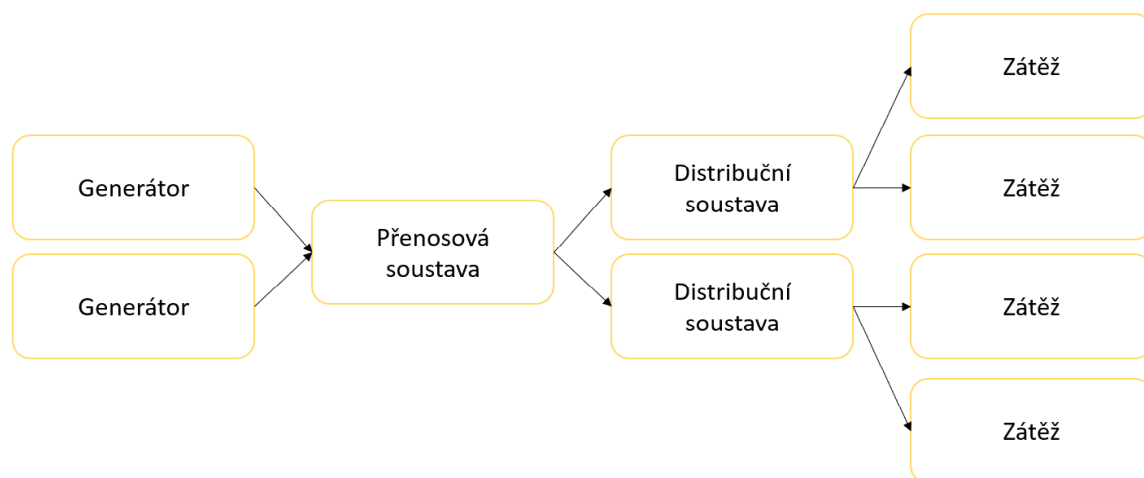 Generátor
Generátor
Přenosová
soustava
Distribuční
soustava
Distribuční
soustava
Zátěž
Zátěž
Zátěž
Zátěž